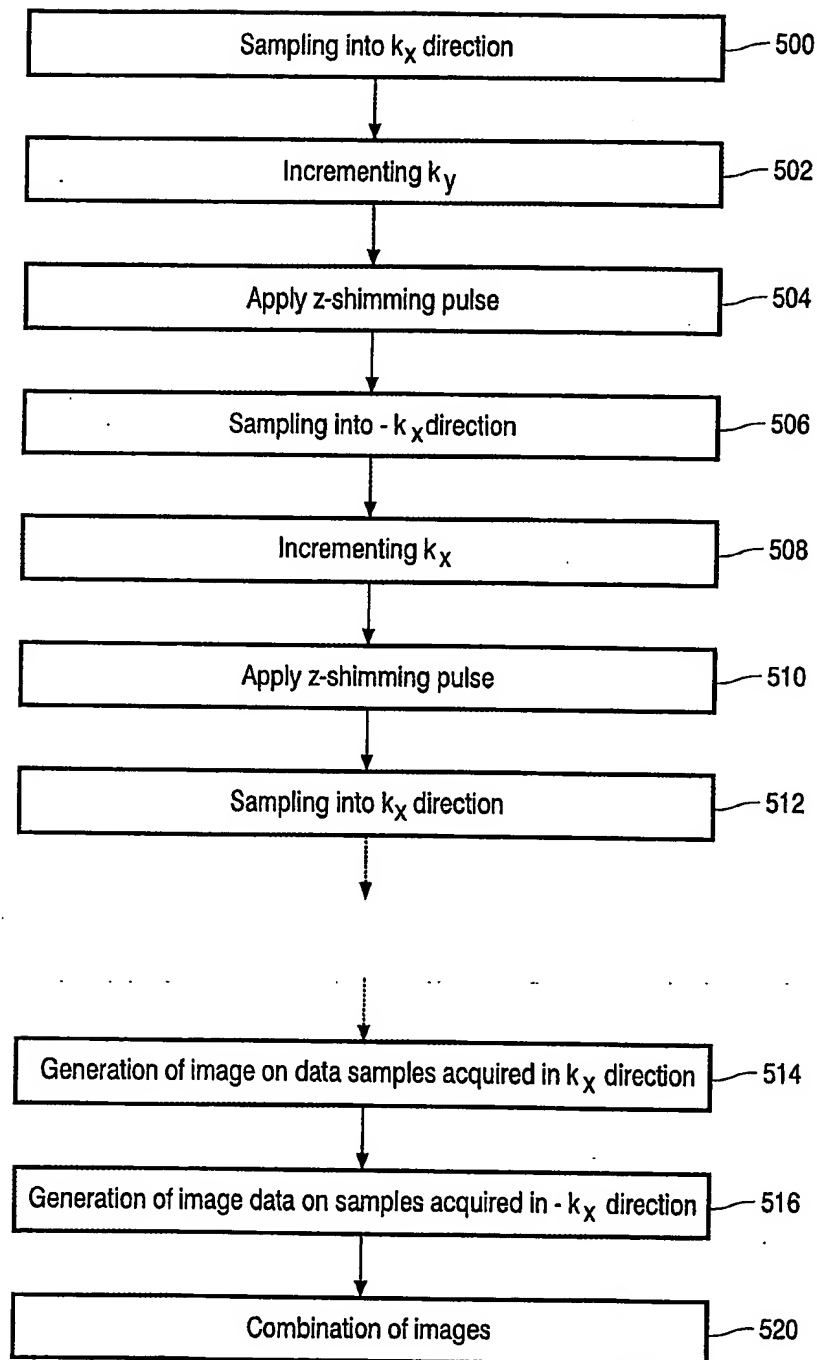 Sampling into kx direction 500
Incrementing ky 502
Apply z-shimming pulse 504
Sampling into - kx direction 506
Incrementing kx 508
Apply z-shimming pulse 510
Sampling into kx direction 512
Generation of image on data samples acquired in kx direction 514
Generation of image data on samples acquired in - kx direction 516
Combination of images 520